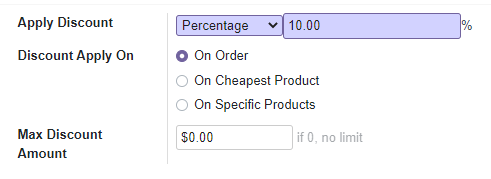 Apply Discount Percentage 10.00 %
Discount Apply On On Order
On Cheapest Product
On Specific Products
Max Discount Amount $0.00 if 0, no limit